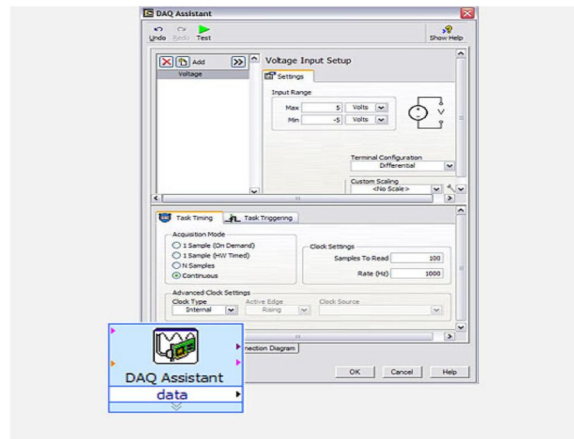 DAQ Assistant
Undo Redo Test Show Help
Add
Voltage
Voltage Input Setup
Settings
Input Range
Max 5 Volts
Min -5 Volts
Terminal Configuration
Differential
Custom Scaling
<No Scale>
Task Timing Task Triggering
Acquisition Mode
1 Sample (On Demand)
1 Sample (HW Timed)
N Samples
Continuous
Clock Settings
Samples To Read 100
Rate (Hz) 1000
Advanced Clock Settings
Clock Type Active Edge Clock Source
Internal Rising
nection Diagram
OK Cancel Help
DAQ Assistant
data